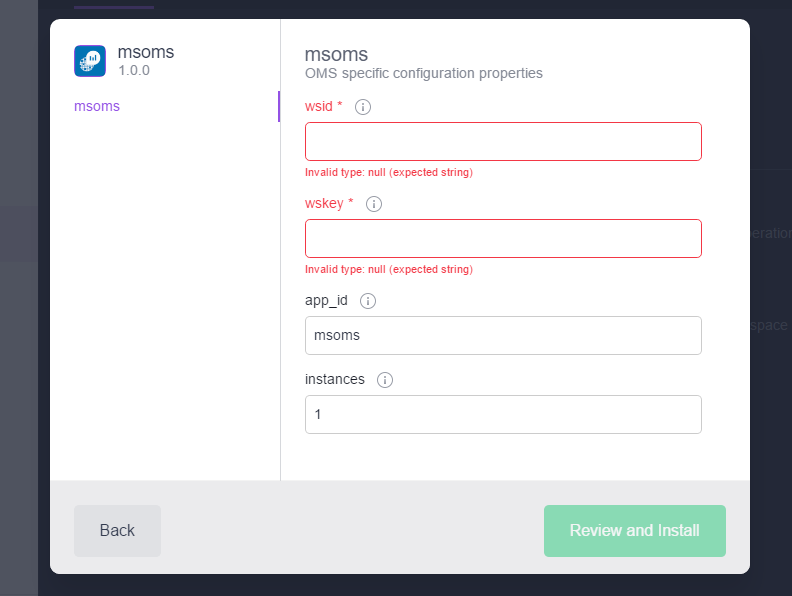 msoms
1.0.0
msoms
msoms
OMS specific configuration properties
wsid *
Invalid type: null (expected string)
wskey *
Invalid type: null (expected string)
app_id
msoms
instances
1
space
Back
Review and Install